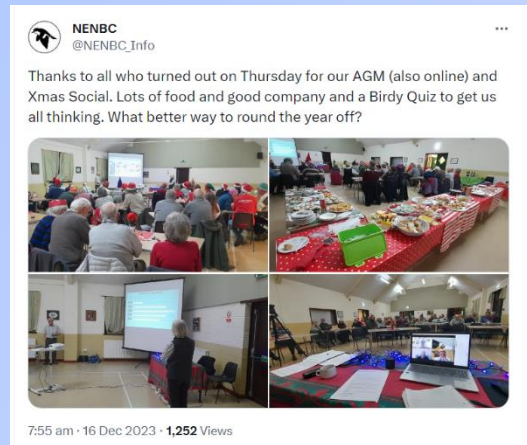 NENBC
@NENBC_Info
Thanks to all who turned out on Thursday for our AGM (also online) and
Xmas Social. Lots of food and good company and a Birdy Quiz to get us
all thinking. What better way to round the year off?
7:55 am · 16 Dec 2023 · 1,252 Views